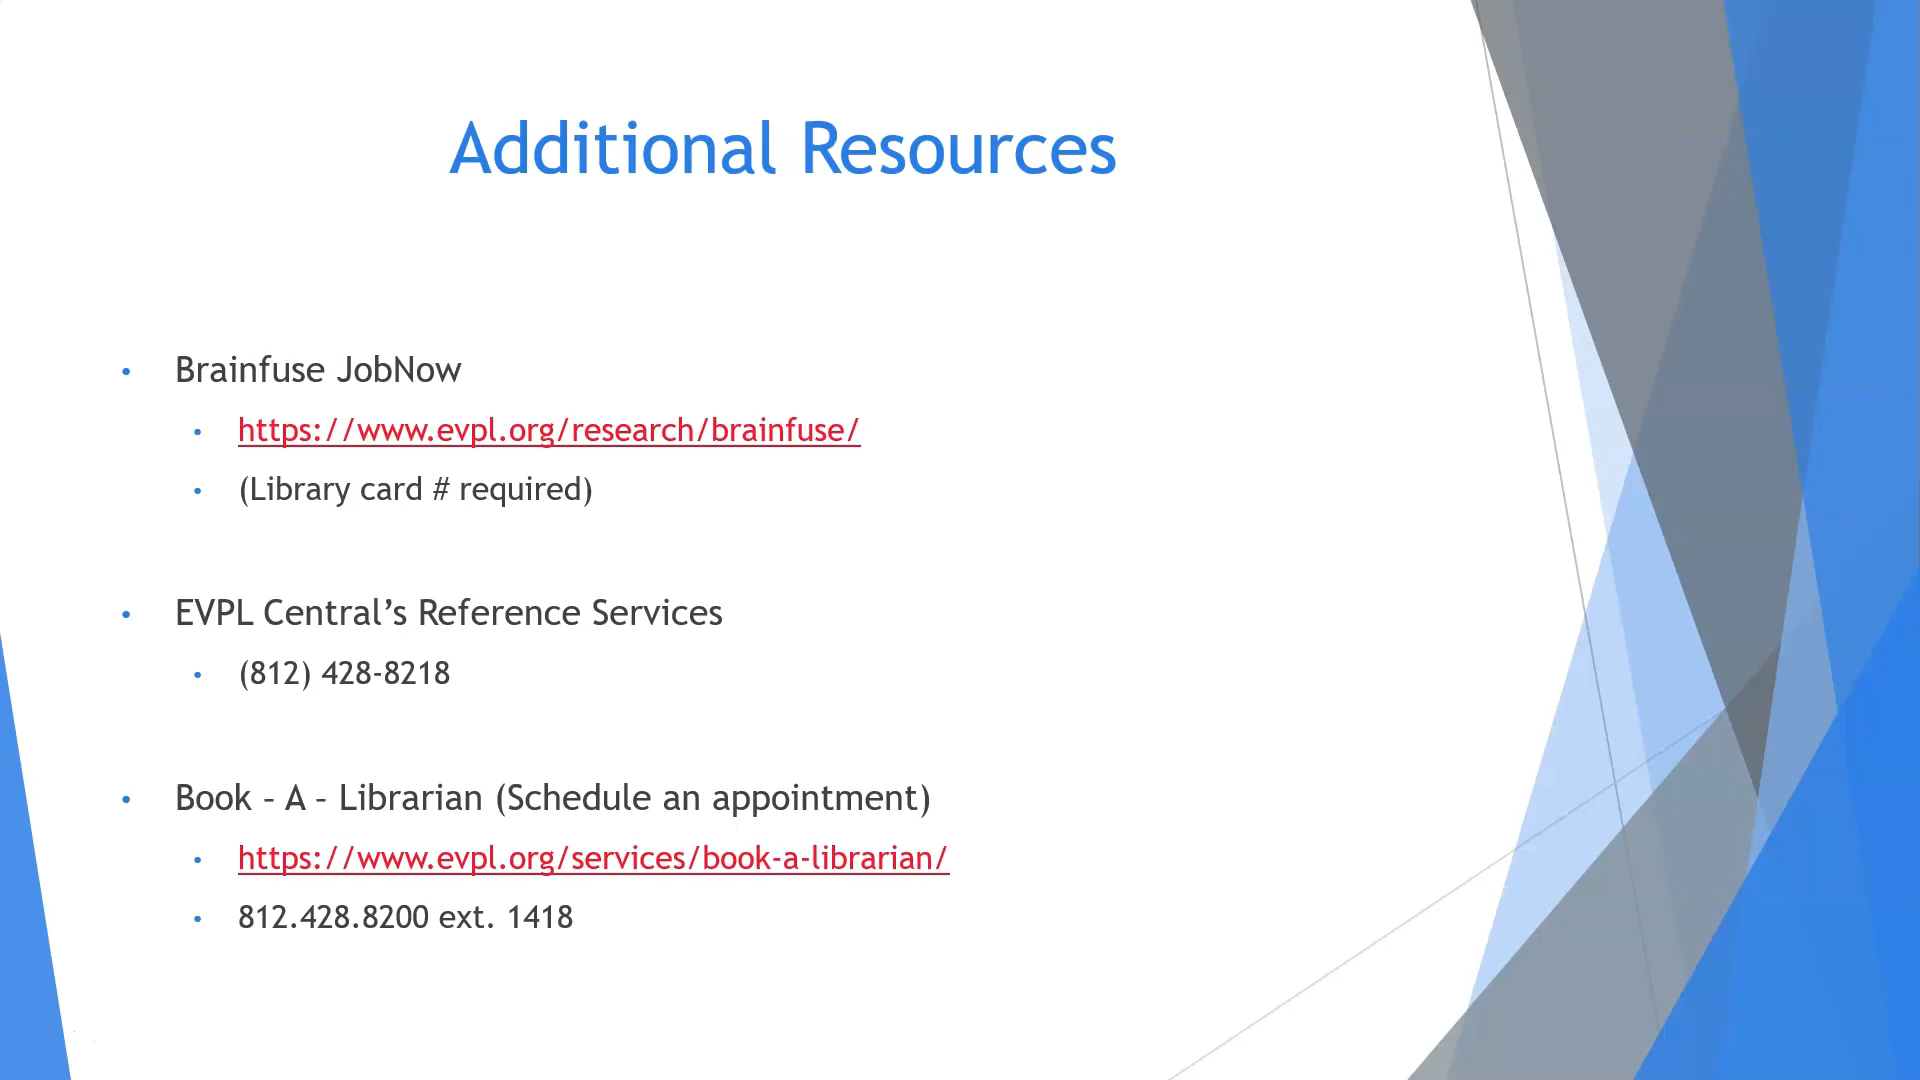 Additional Resources
• Brainfuse JobNow
• https://www.evpl.org/research/brainfuse/
• (Library card # required)
• EVPL Central’s Reference Services
• (812) 428-8218
• Book – A – Librarian (Schedule an appointment)
• https://www.evpl.org/services/book-a-librarian/
• 812.428.8200 ext. 1418